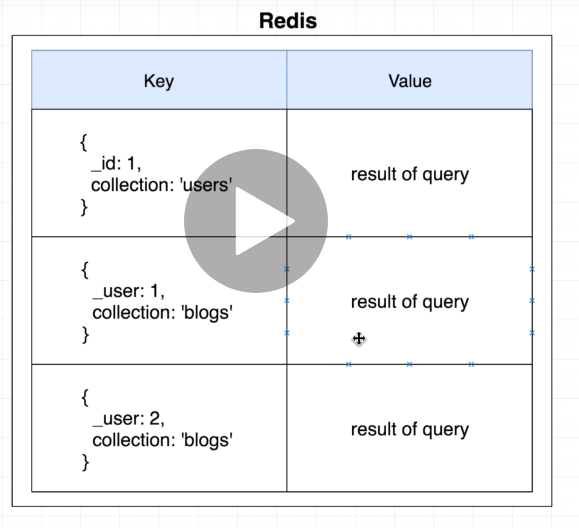 Redis
Key
Value
{
_id: 1,
collection: 'users'
}
result of query
{
_user: 1,
collection: 'blogs'
}
result of query
{
_user: 2,
collection: 'blogs'
}
result of query